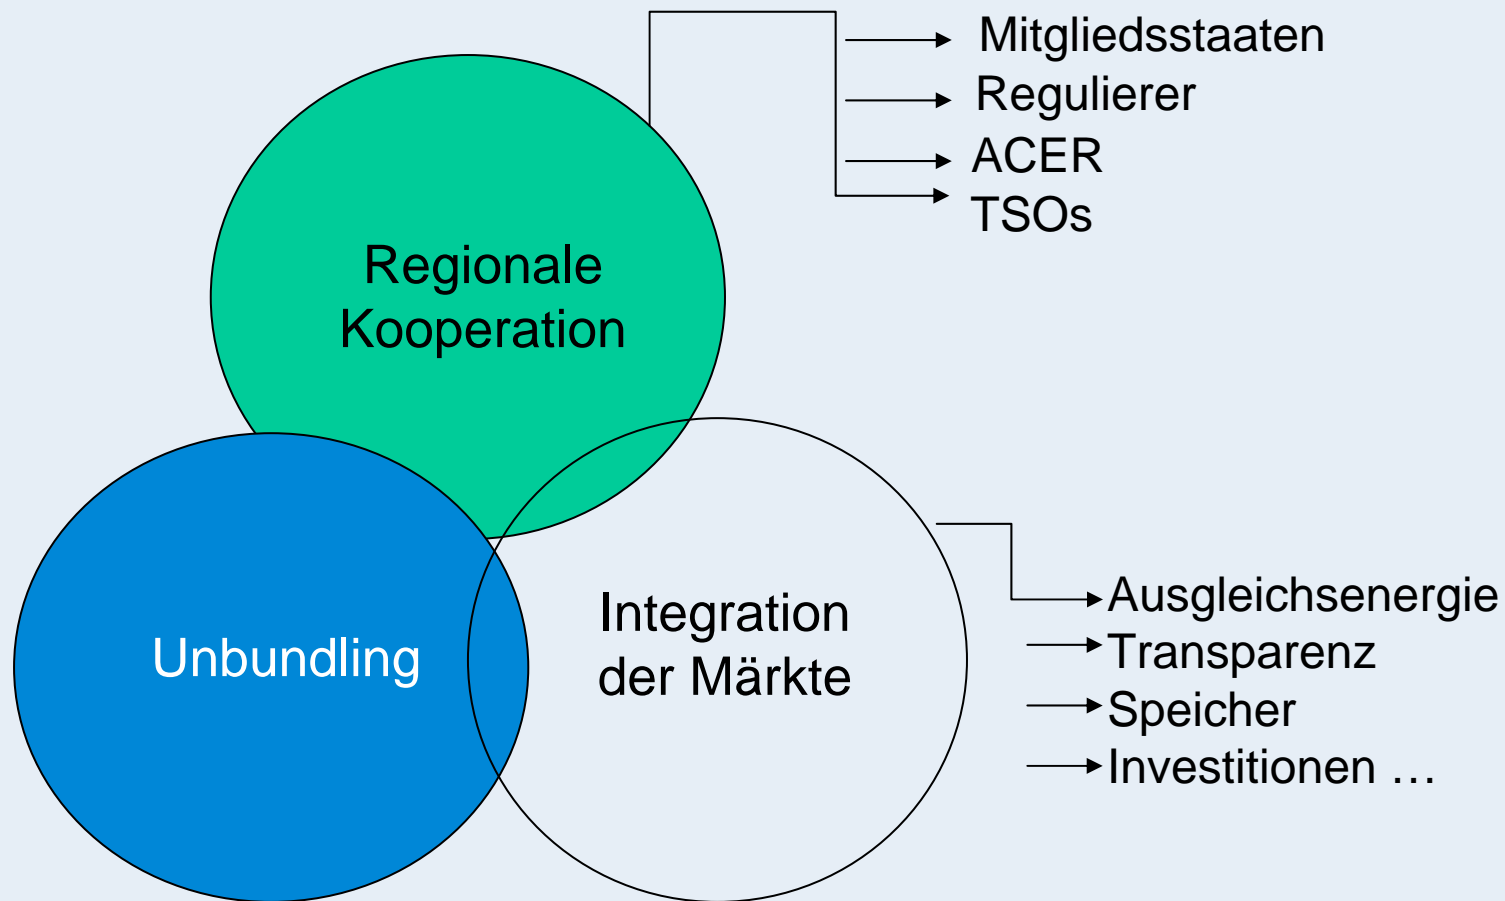 Mitgliedsstaaten
Regulierer
ACER
TSOs
Regionale
Kooperation
Unbundling
Integration
der Märkte
Ausgleichsenergie
Transparenz
Speicher
Investitionen …